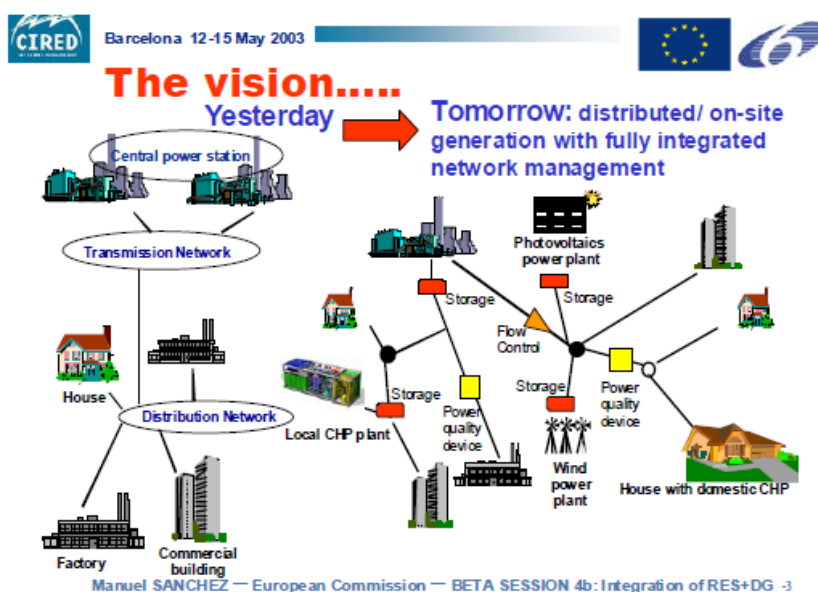 CIRED
Barcelona 12-15 May 2003
6
The vision.....
Yesterday
Tomorrow: distributed/ on-site
generation with fully integrated
network management
Central power station
Transmission Network
House
Distribution Network
Factory
Commercial
building
Photovoltaics
power plant
Storage
Storage
Flow
Control
Storage
Local CHP plant
Power
quality
device
Storage
Wind
power
plant
Power
quality
device
House with domestic CHP
Manuel SANCHEZ — European Commission — BETA SESSION 4b: Integration of RES+DG -3